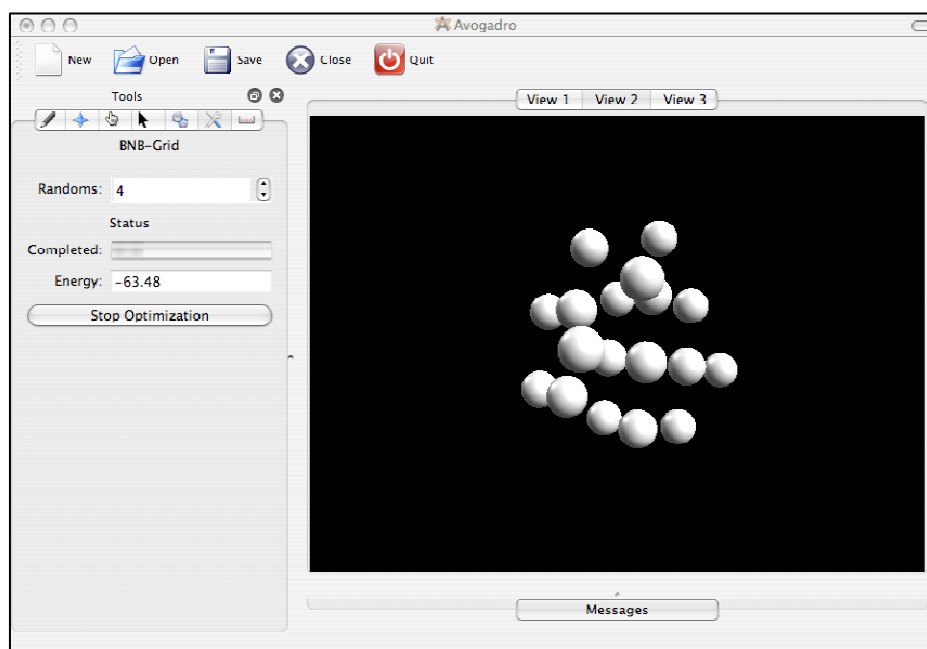 Avogadro
New Open Save Close Quit
Tools
View 1 View 2 View 3
BNB-Grid
Randoms: 4
Status
Completed:
Energy: -63.48
Stop Optimization
Messages